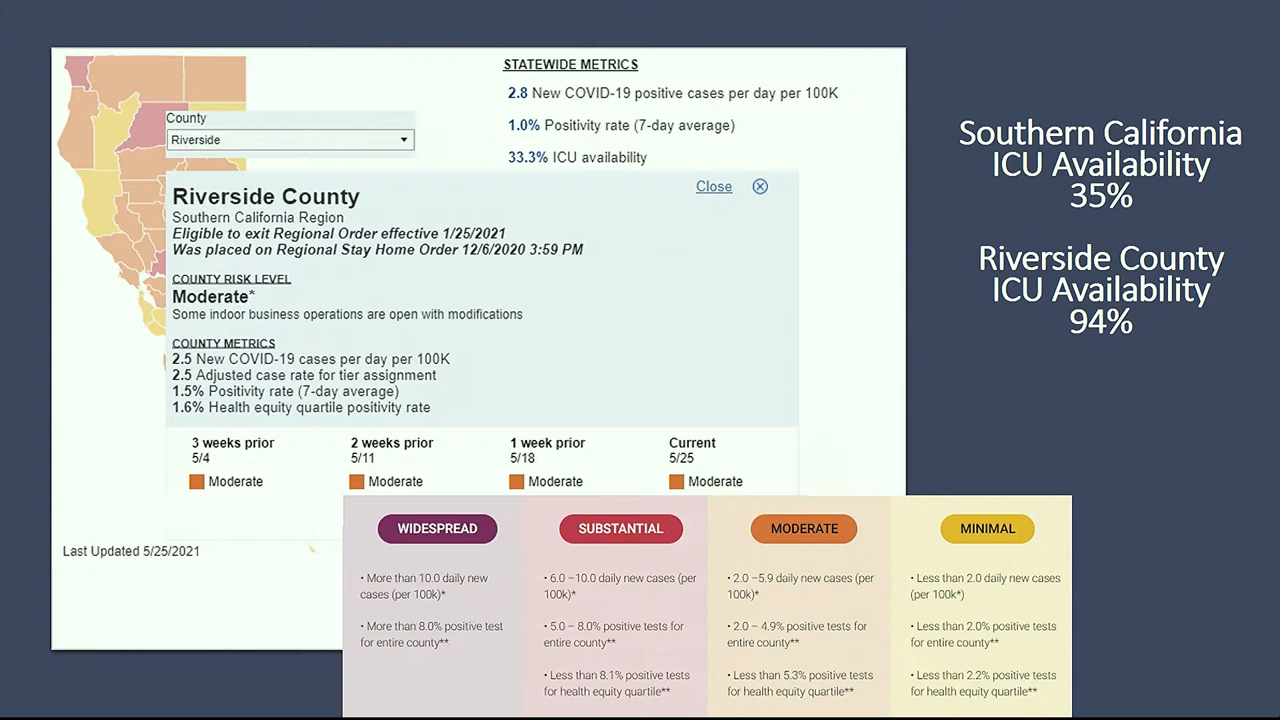 STATEWIDE METRICS
2.8 New COVID-19 positive cases per day per 100K
1.0% Positivity rate (7-day average)
33.3% ICU availability
County
Riverside
Close
Riverside County
Southern California Region
Eligible to exit Regional Order effective 1/25/2021
Was placed on Regional Stay Home Order 12/6/2020 3:59 PM
COUNTY RISK LEVEL
Moderate*
Some indoor business operations are open with modifications
COUNTY METRICS
2.5 New COVID-19 cases per day per 100K
2.5 Adjusted case rate for tier assignment
1.5% Positivity rate (7-day average)
1.6% Health equity quartile positivity rate
3 weeks prior
5/4
Moderate
2 weeks prior
5/11
Moderate
1 week prior
5/18
Moderate
Current
5/25
Moderate
Last Updated 5/25/2021
Southern California
ICU Availability
35%
Riverside County
ICU Availability
94%
WIDESPREAD
• More than 10.0 daily new
cases (per 100k)*
• More than 8.0% positive test
for entire county**
SUBSTANTIAL
• 6.0 –10.0 daily new cases (per
100k)*
• 5.0 – 8.0% positive tests for
entire county**
• Less than 8.1% positive tests
for health equity quartile**
MODERATE
• 2.0 –5.9 daily new cases (per
100k)*
• 2.0 – 4.9% positive tests for
entire county**
• Less than 5.3% positive tests
for health equity quartile**
MINIMAL
• Less than 2.0 daily new cases
(per 100k*)
• Less than 2.0% positive tests
for entire county**
• Less than 2.2% positive tests
for health equity quartile**